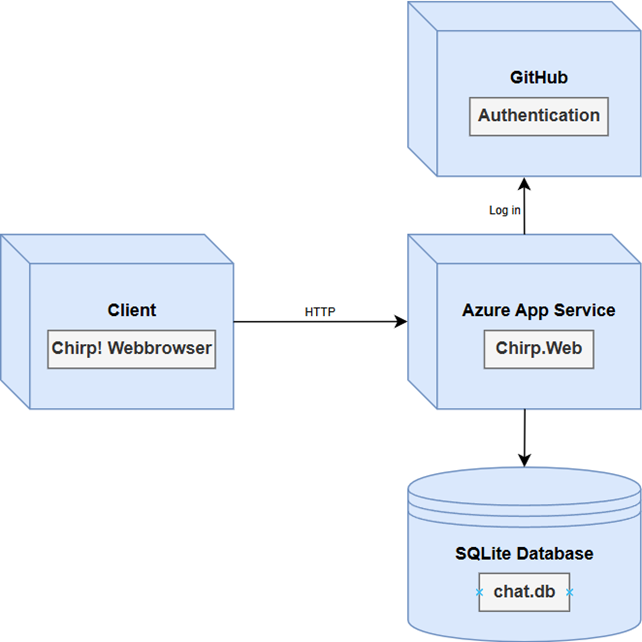 GitHub
Authentication
Log in
Client
Chirp! Webbrowser
HTTP
Azure App Service
Chirp.Web
SQLite Database
chat.db